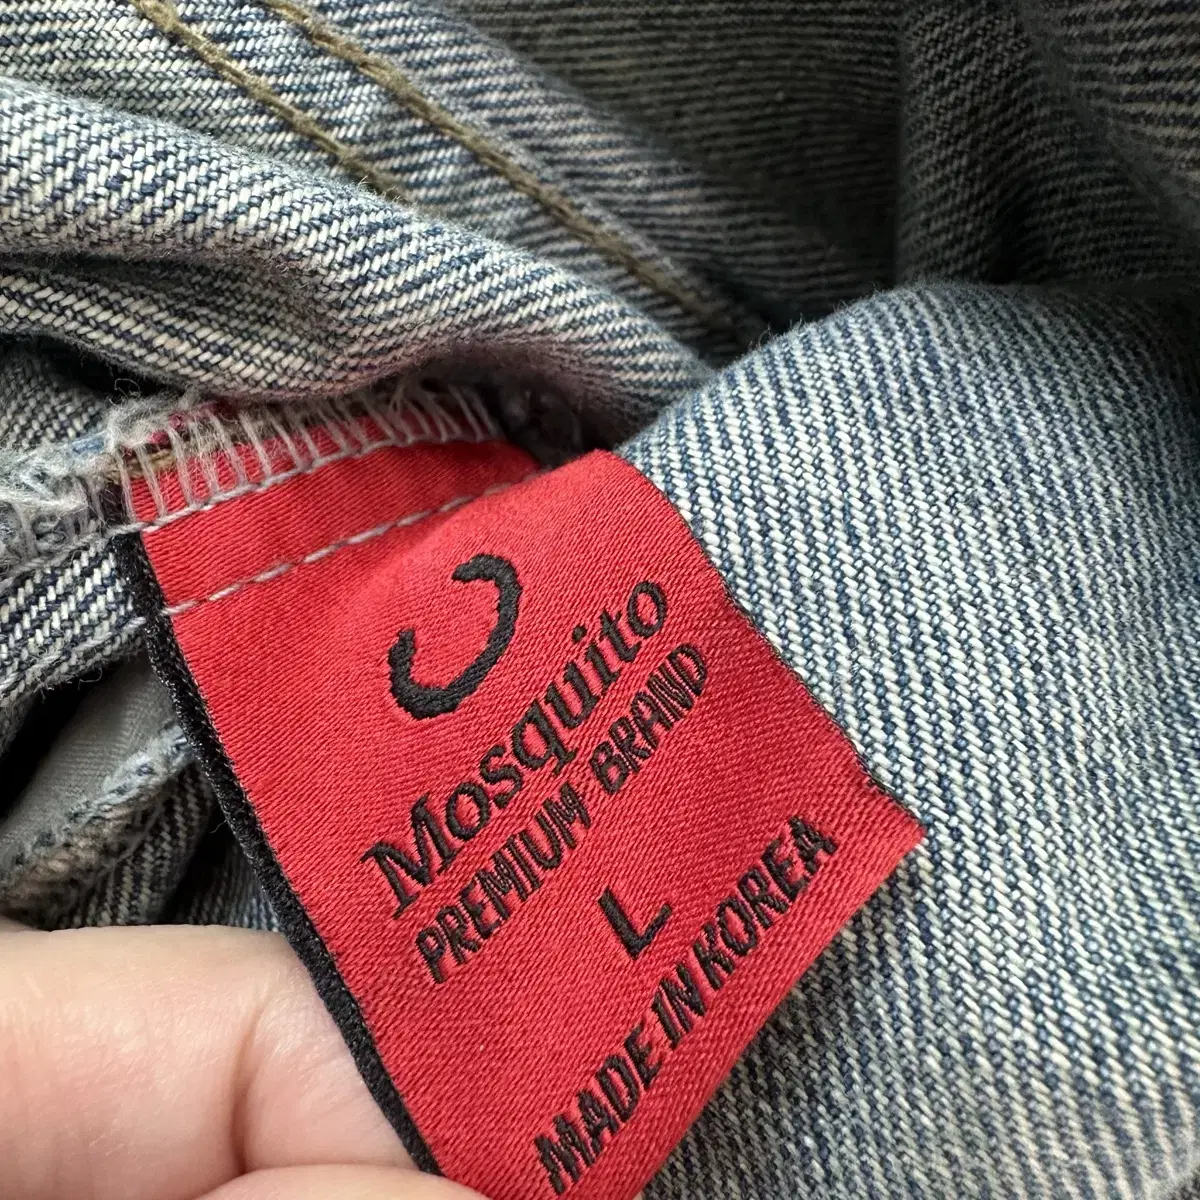 Mosquito
PREMIUM BRAND
L
MADE IN KOREA